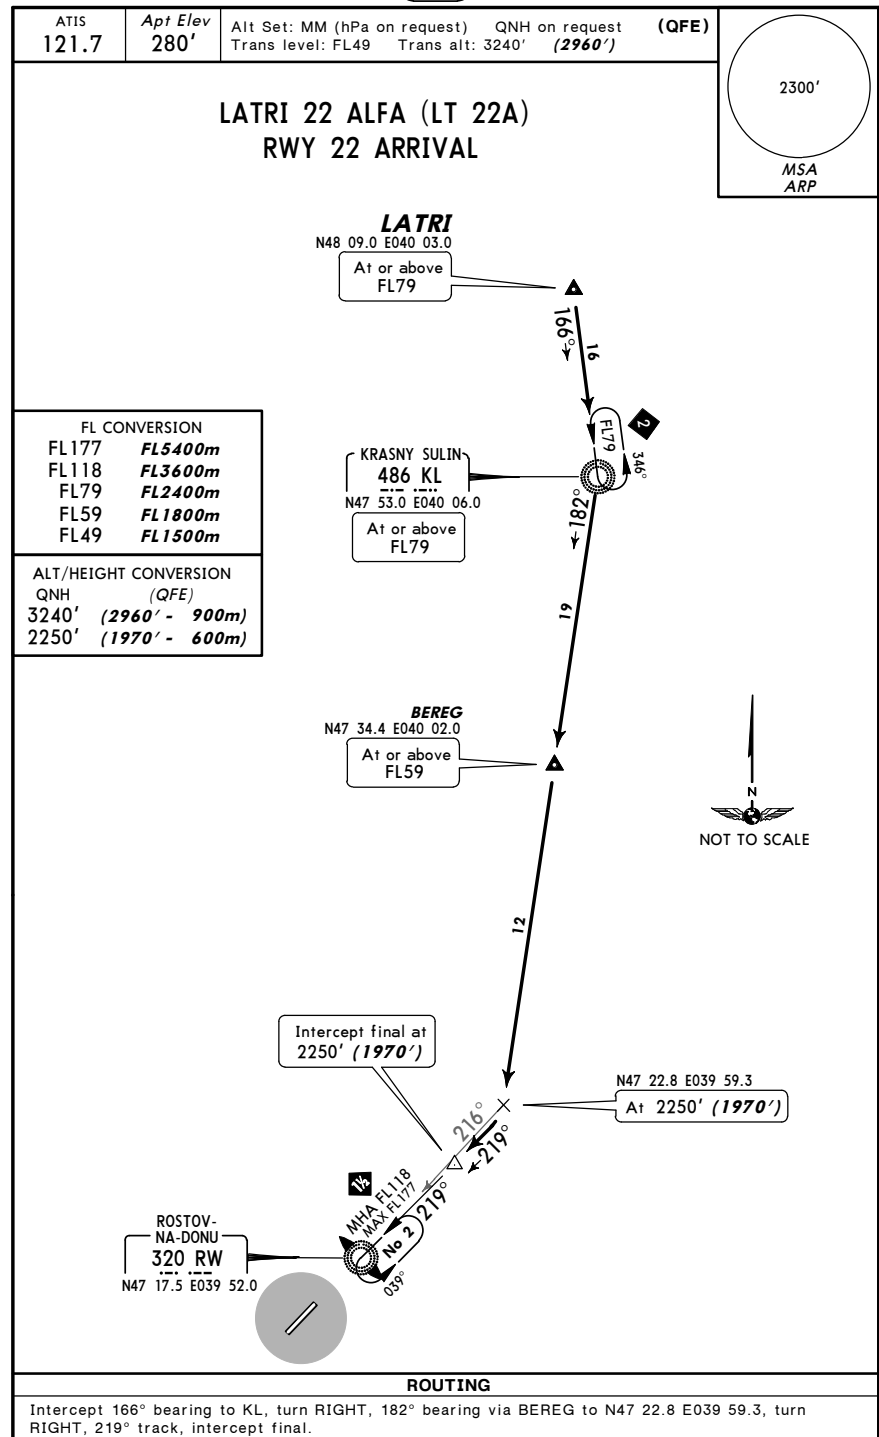 ATIS
121.7
Apt Elev
280'
Alt Set: MM (hPa on request) QNH on request (QFE)
Trans level: FL49 Trans alt: 3240' (2960')
2300'
MSA
ARP
LATRI 22 ALFA (LT 22A)
RWY 22 ARRIVAL
LATRI
N48 09.0 E040 03.0
At or above
FL79
166°
16
FL79
2
346°
KRASNY SULIN
486 KL
N47 53.0 E040 06.0
At or above
FL79
182°
19
FL CONVERSION
FL177 FL5400m
FL118 FL3600m
FL79 FL2400m
FL59 FL1800m
FL49 FL1500m
ALT/HEIGHT CONVERSION
QNH (QFE)
3240' (2960' - 900m)
2250' (1970' - 600m)
BEREG
N47 34.4 E040 02.0
At or above
FL59
N
NOT TO SCALE
12
Intercept final at
2250' (1970')
N47 22.8 E039 59.3
At 2250' (1970')
216°
219°
1½
MHA FL118
MAX FL177
219°
No 2
039°
ROSTOV-
NA-DONU
320 RW
N47 17.5 E039 52.0
ROUTING
Intercept 166° bearing to KL, turn RIGHT, 182° bearing via BEREG to N47 22.8 E039 59.3, turn
RIGHT, 219° track, intercept final.